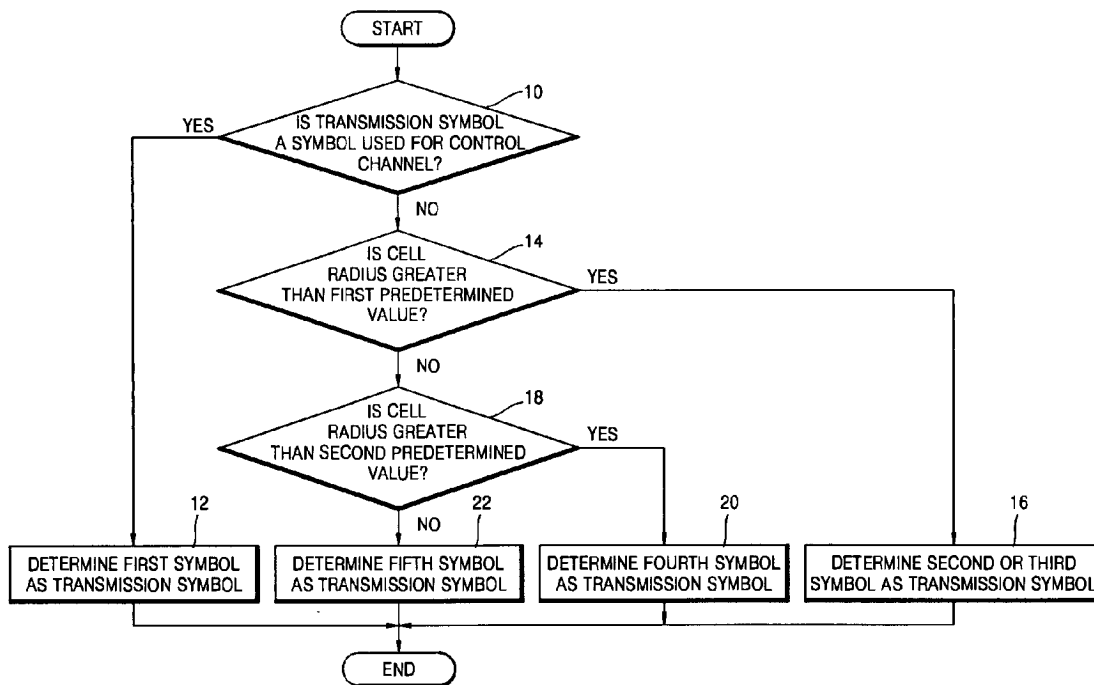 START
10
YES
IS TRANSMISSION SYMBOL
A SYMBOL USED FOR CONTROL
CHANNEL?
NO
14
IS CELL
RADIUS GREATER
THAN FIRST PREDETERMINED
VALUE?
YES
NO
18
IS CELL
RADIUS GREATER
THAN SECOND PREDETERMINED
VALUE?
YES
NO
12
DETERMINE FIRST SYMBOL
AS TRANSMISSION SYMBOL
22
DETERMINE FIFTH SYMBOL
AS TRANSMISSION SYMBOL
20
DETERMINE FOURTH SYMBOL
AS TRANSMISSION SYMBOL
16
DETERMINE SECOND OR THIRD
SYMBOL AS TRANSMISSION SYMBOL
END